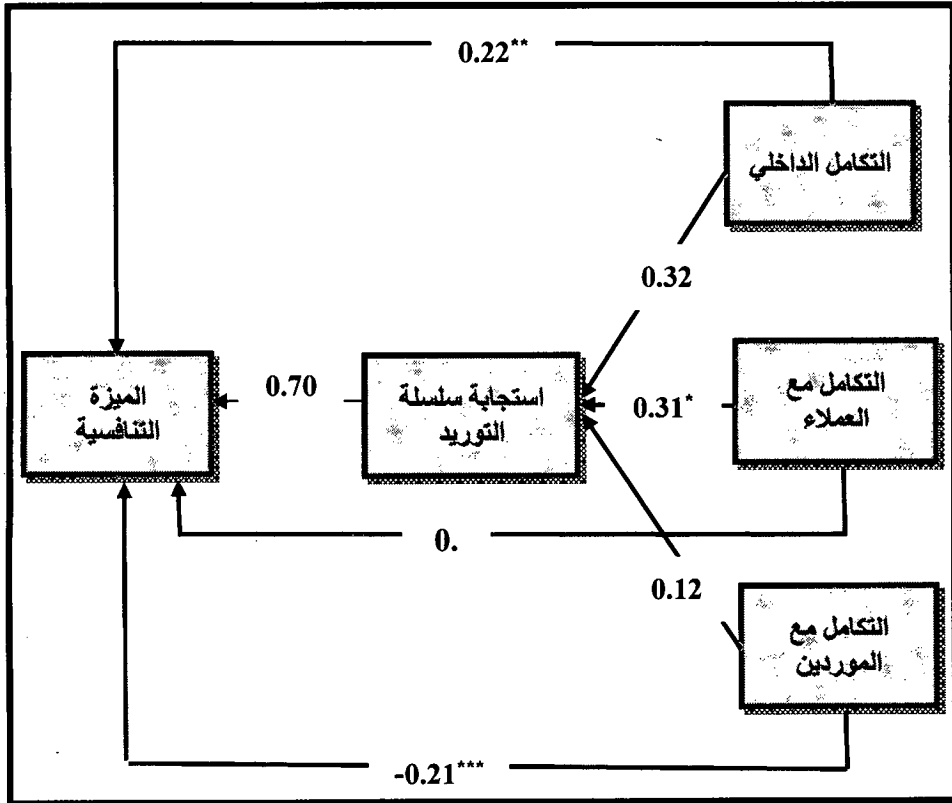 0.22**
التكامل الداخلي
0.32
التكامل مع
العملاء
0.31*
استجابة سلسلة
التوريد
0.70
الميزة
التنافسية
0.
0.12
التكامل مع
الموردين
-0.21***